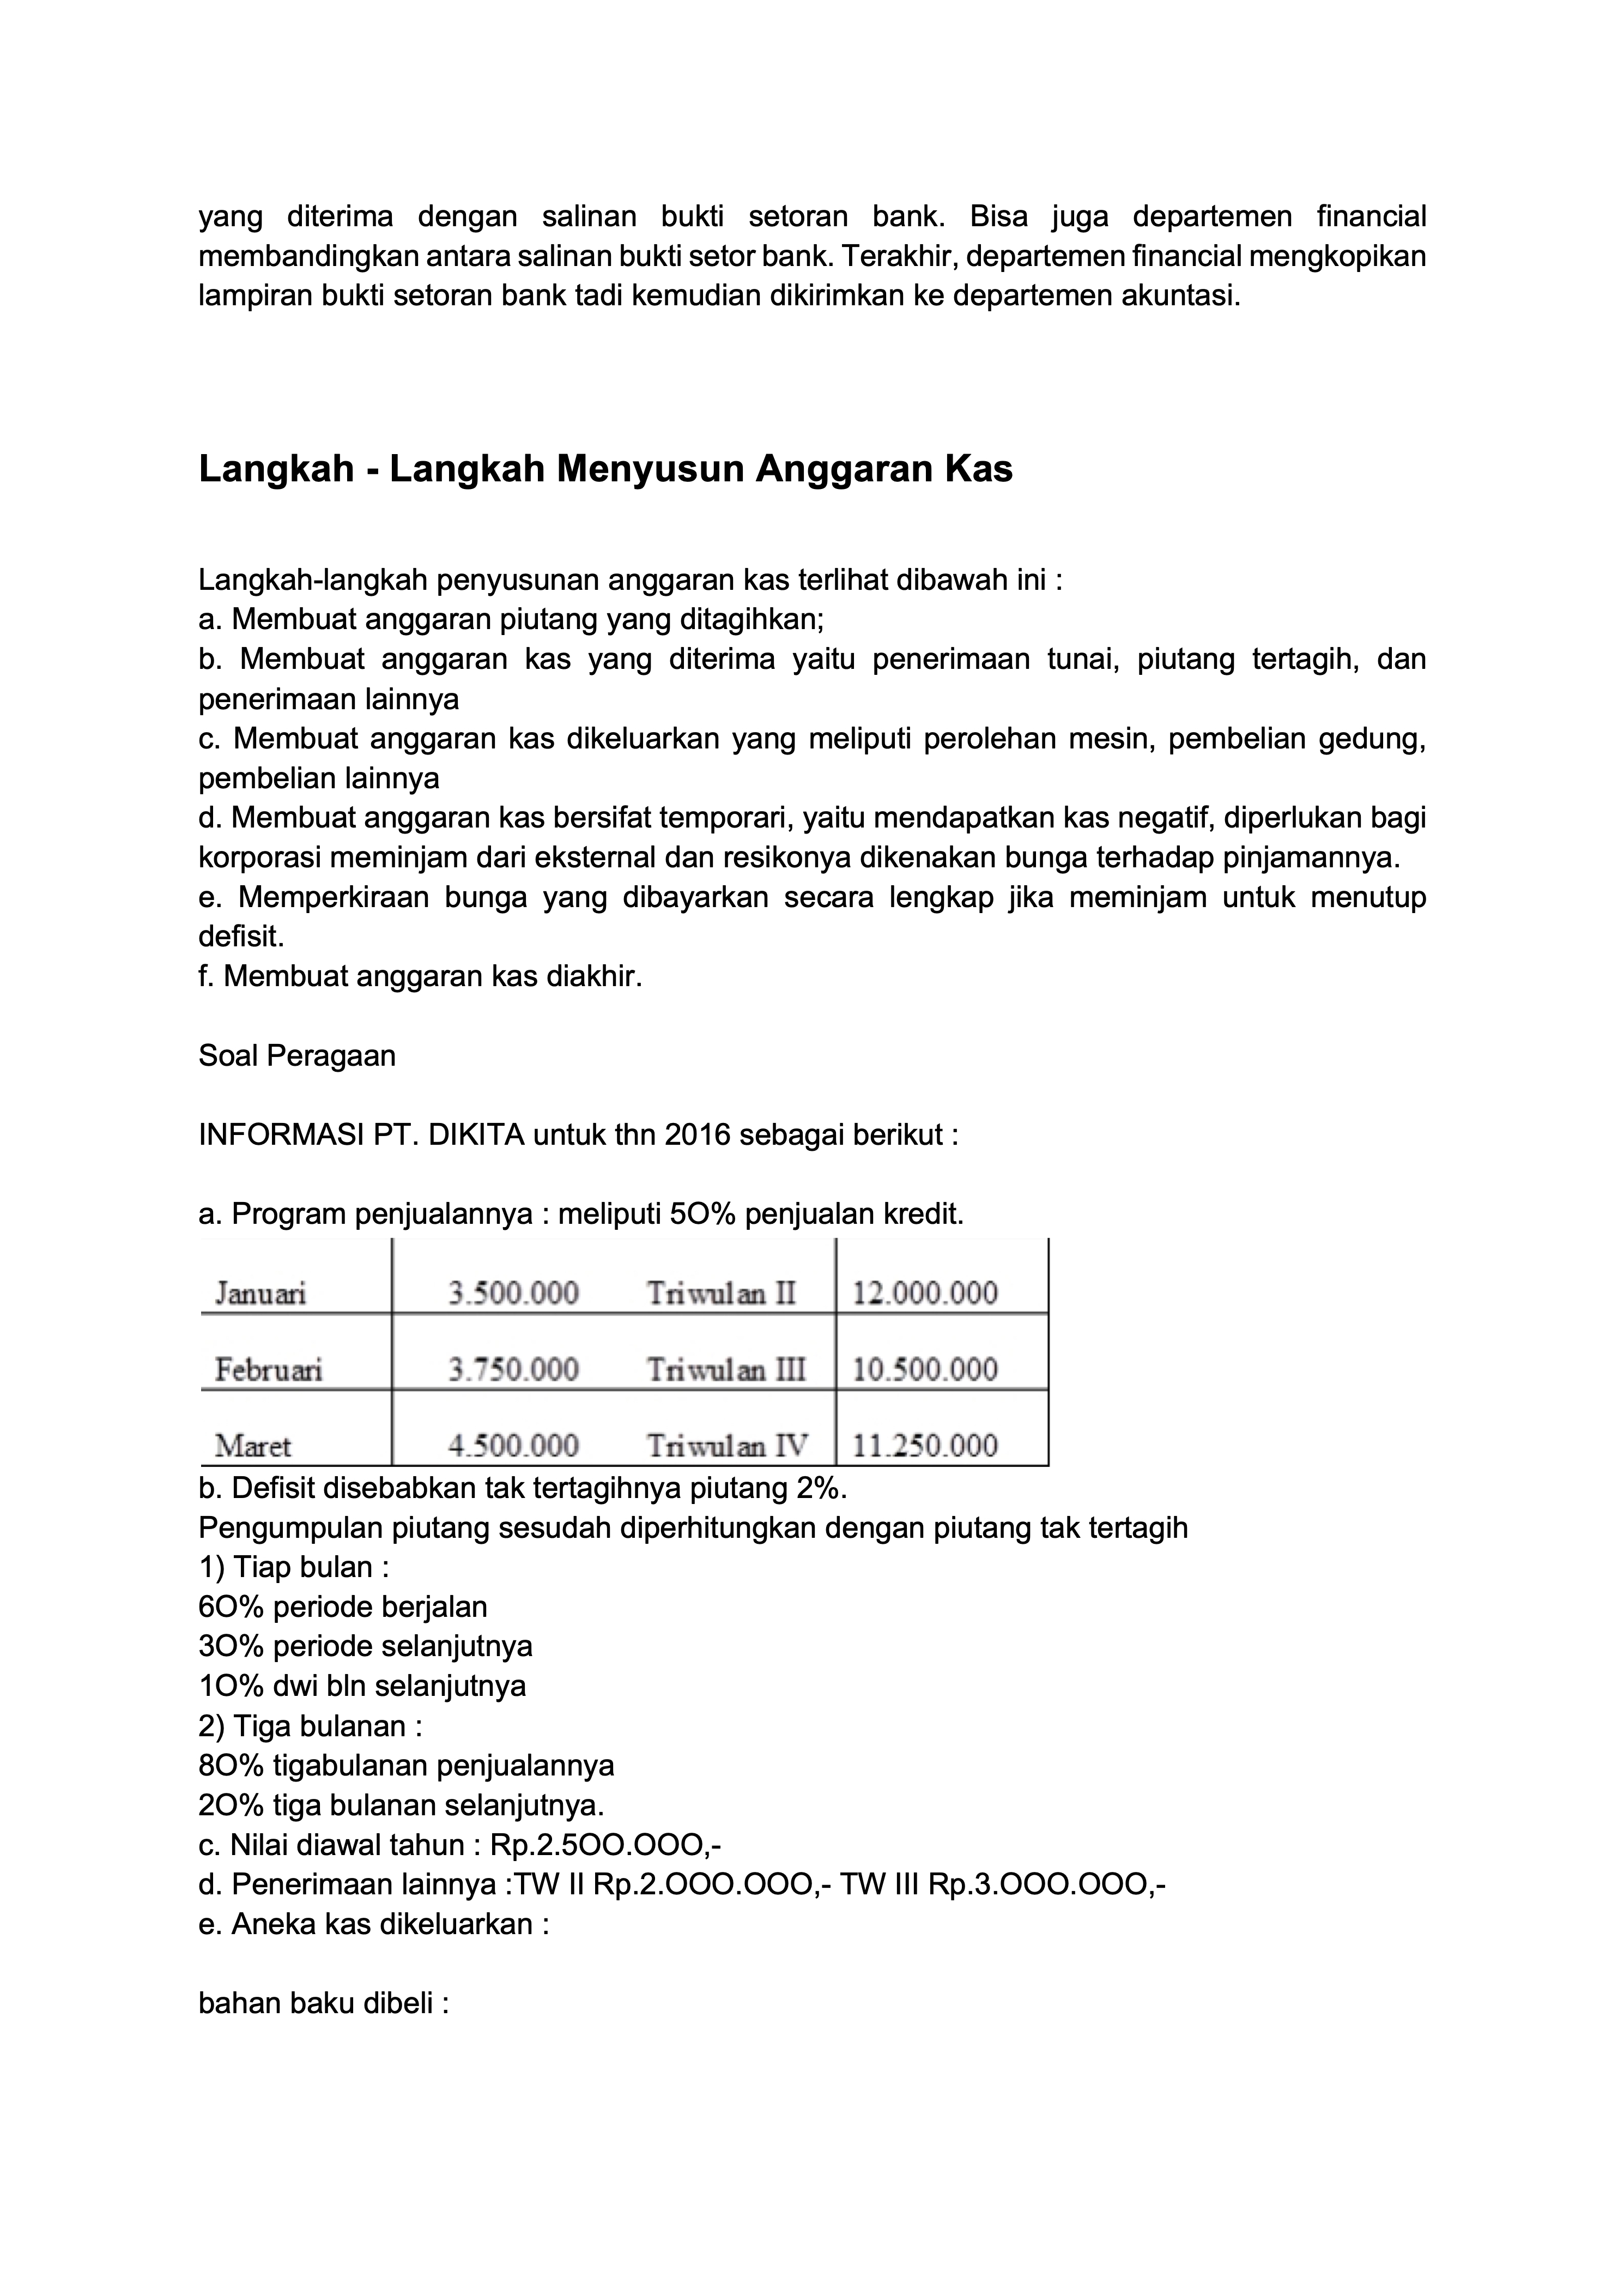 yang diterima dengan salinan bukti setoran bank. Bisa juga departemen financial
membandingkan antara salinan bukti setor bank. Terakhir, departemen financial mengkopikan
lampiran bukti setoran bank tadi kemudian dikirimkan ke departemen akuntasi.
Langkah - Langkah Menyusun Anggaran Kas
Langkah-langkah penyusunan anggaran kas terlihat dibawah ini :
a. Membuat anggaran piutang yang ditagihkan;
b. Membuat anggaran kas yang diterima yaitu penerimaan tunai, piutang tertagih, dan
penerimaan lainnya
c. Membuat anggaran kas dikeluarkan yang meliputi perolehan mesin, pembelian gedung,
pembelian lainnya
d. Membuat anggaran kas bersifat temporari, yaitu mendapatkan kas negatif, diperlukan bagi
korporasi meminjam dari eksternal dan resikonya dikenakan bunga terhadap pinjamannya.
e. Memperkiraan bunga yang dibayarkan secara lengkap jika meminjam untuk menutup
defisit.
f. Membuat anggaran kas diakhir.
Soal Peragaan
INFORMASI PT. DIKITA untuk thn 2016 sebagai berikut :
a. Program penjualannya : meliputi 5O% penjualan kredit.
Januari 3.500.000 Triwulan II 12.000.000
Februari 3.750.000 Triwulan III 10.500.000
Maret 4.500.000 Triwulan IV 11.250.000
b. Defisit disebabkan tak tertagihnya piutang 2%.
Pengumpulan piutang sesudah diperhitungkan dengan piutang tak tertagih
1) Tiap bulan :
6O% periode berjalan
3O% periode selanjutnya
1O% dwi bln selanjutnya
2) Tiga bulanan :
8O% tigabulanan penjualannya
2O% tiga bulanan selanjutnya.
c. Nilai diawal tahun : Rp.2.5OO.OOO,-
d. Penerimaan lainnya :TW II Rp.2.OOO.OOO,- TW III Rp.3.OOO.OOO,-
e. Aneka kas dikeluarkan :
bahan baku dibeli :